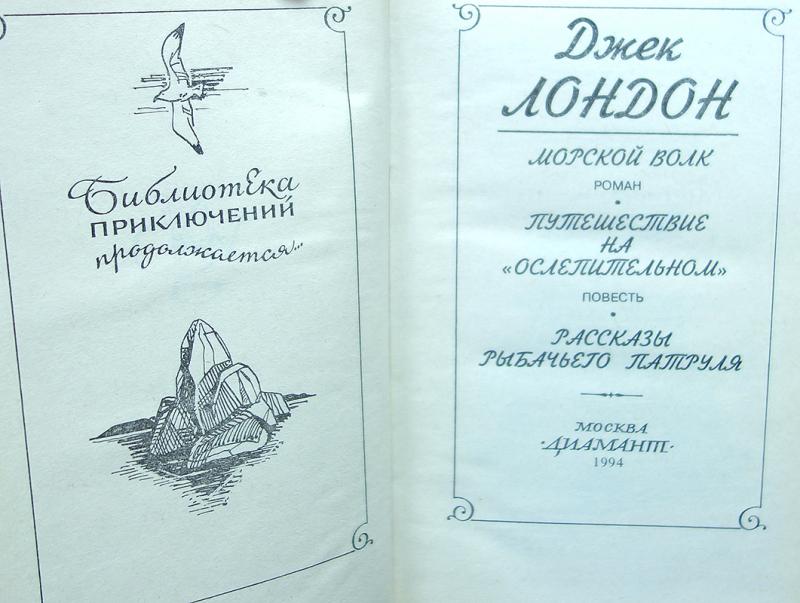 Библиотека
ПРИКЛЮЧЕНИЙ
продолжается...
Джек
ЛОНДОН
МОРСКОЙ ВОЛК
РОМАН
•
ПУТЕШЕСТВИЕ
НА
«ОСЛЕПИТЕЛЬНОМ»
ПОВЕСТЬ
•
РАССКАЗЫ
РЫБАЧЬЕГО ПАТРУЛЯ
МОСКВА
·ДИАМАНТ·
1994